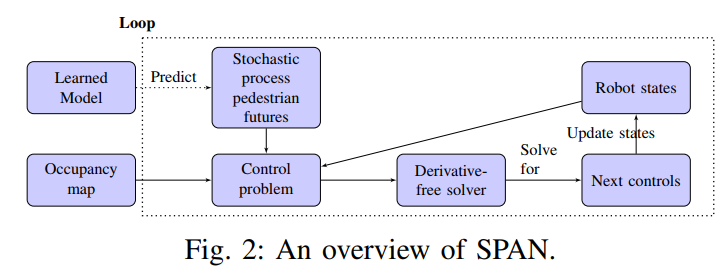 Loop
Learned
Model
Predict
Stochastic
process
pedestrian
futures
Robot states
Update states
Occupancy
map
Control
problem
Derivative-
free solver
Solve
for
Next controls
Fig. 2: An overview of SPAN.